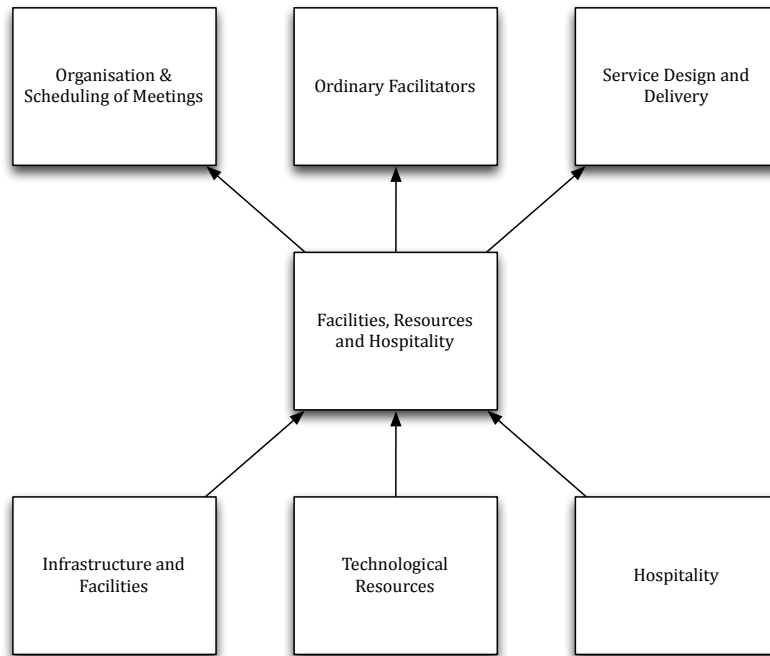 Organisation &
Scheduling of Meetings
Ordinary Facilitators
Service Design and
Delivery
Facilities, Resources
and Hospitality
Infrastructure and
Facilities
Technological
Resources
Hospitality